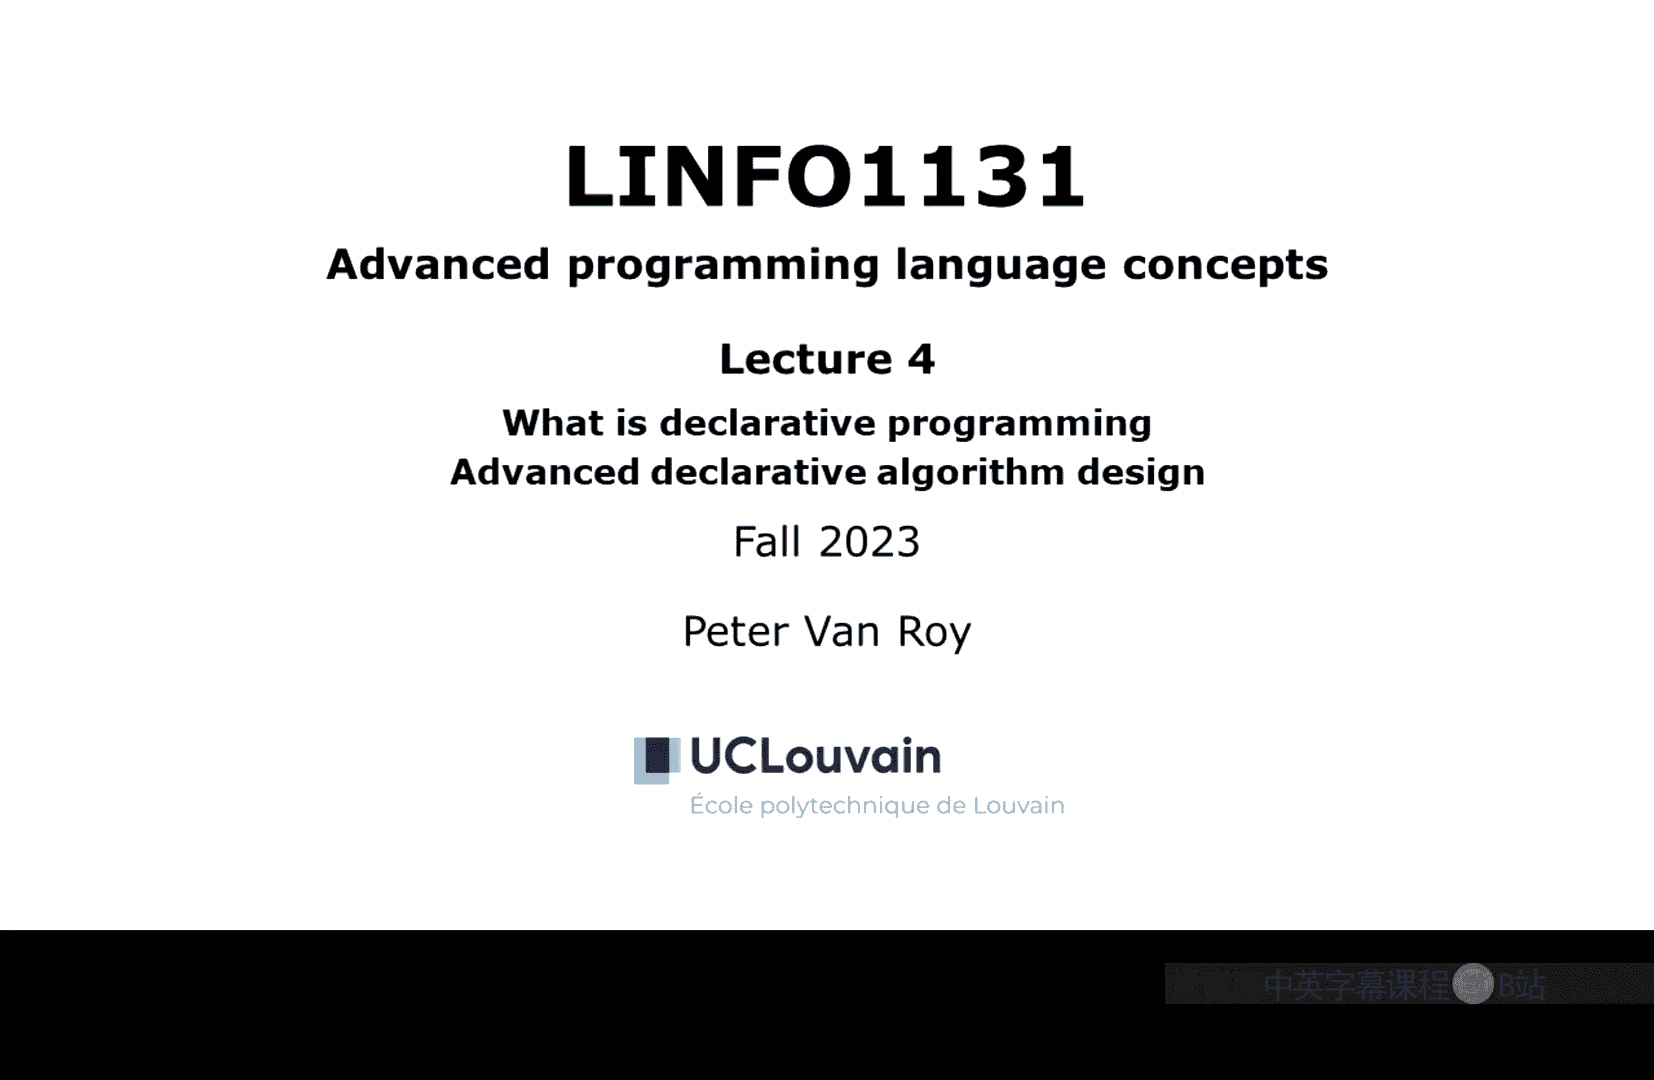 LINFO1131
Advanced programming language concepts
Lecture 4
What is declarative programming
Advanced declarative algorithm design
Fall 2023
Peter Van Roy
UCLouvain
École polytechnique de Louvain
中英字幕课程 B站